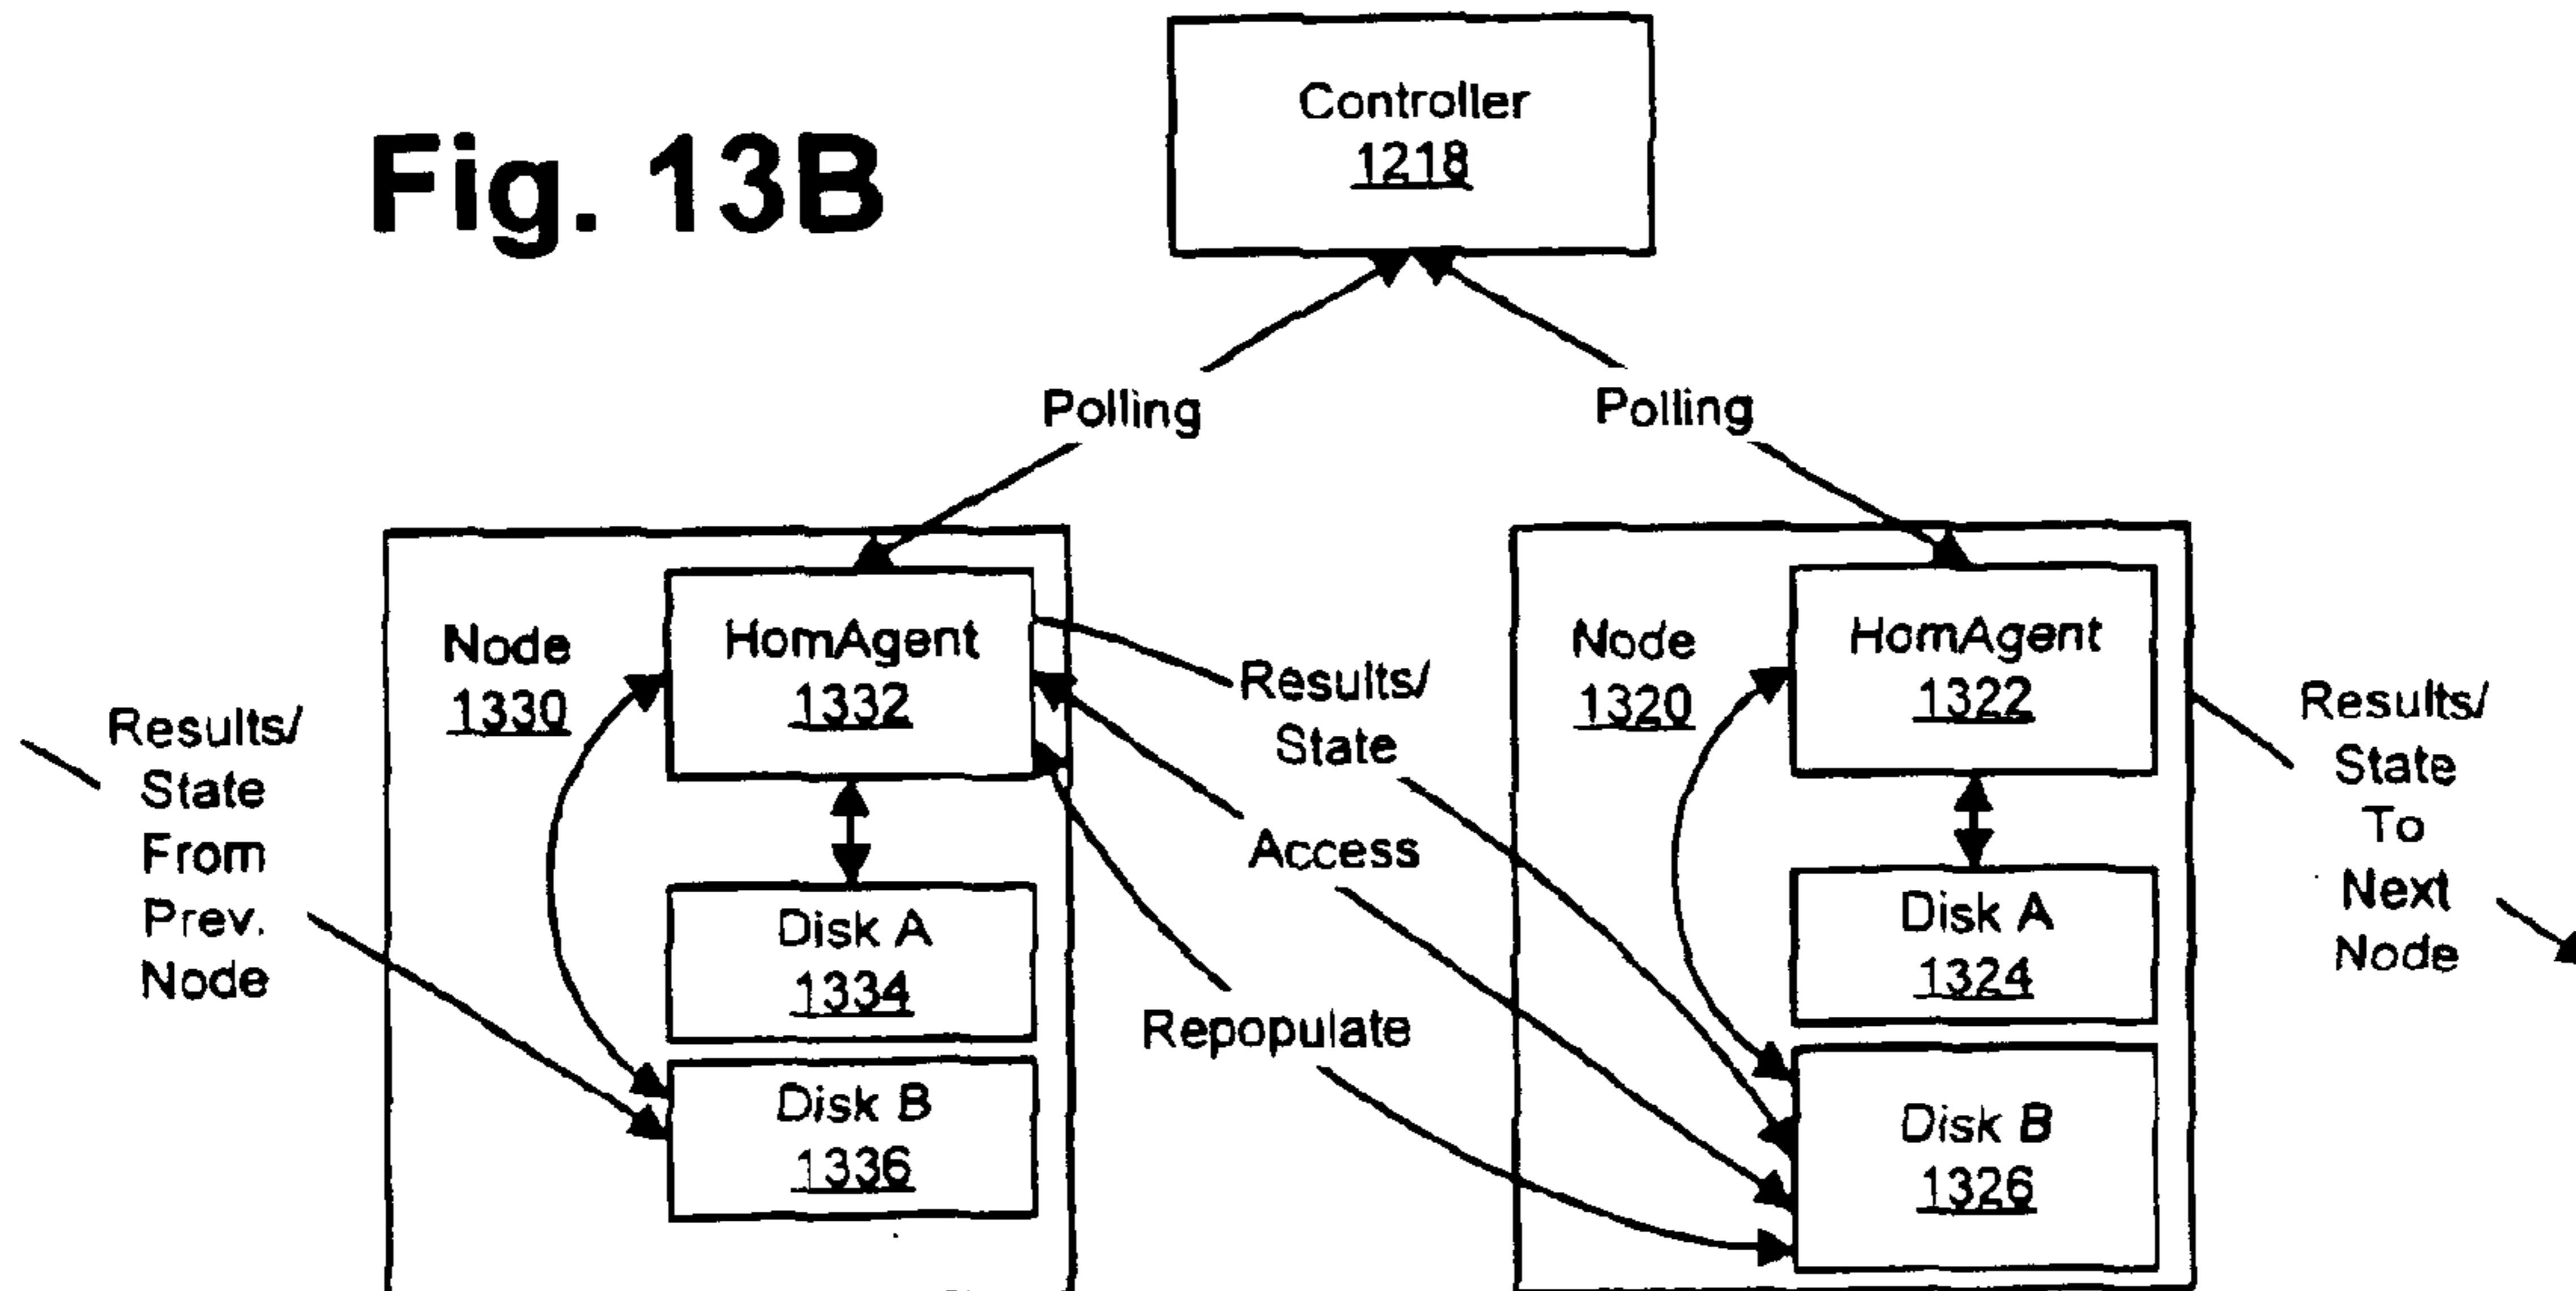 Fig. 13B
Controller
1218
Polling
Polling
Node
1330
HomAgent
1332
Disk A
1334
Disk B
1336
Results/
State
From
Prev.
Node
Results/
State
Access
Repopulate
Node
1320
HomAgent
1322
Disk A
1324
Disk B
1326
Results/
State
To
Next
Node